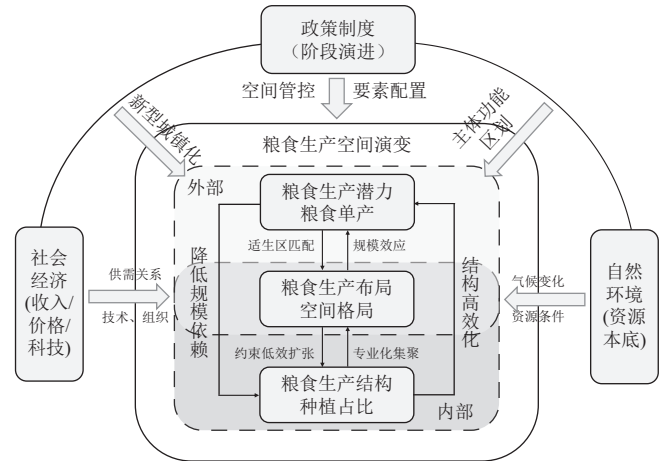 政策制度
（阶段演进）
空间管控
要素配置
新型城镇化
主体功能
区划
粮食生产空间演变
外部
粮食生产潜力
粮食单产
适生区匹配
规模效应
降低规模依赖
结构高效化
社会
经济
(收入/
价格/
科技)
供需关系
技术、组织
粮食生产布局
空间格局
气候变化
资源条件
自然
环境
(资源
本底)
约束低效扩张
专业化集聚
粮食生产结构
种植占比
内部